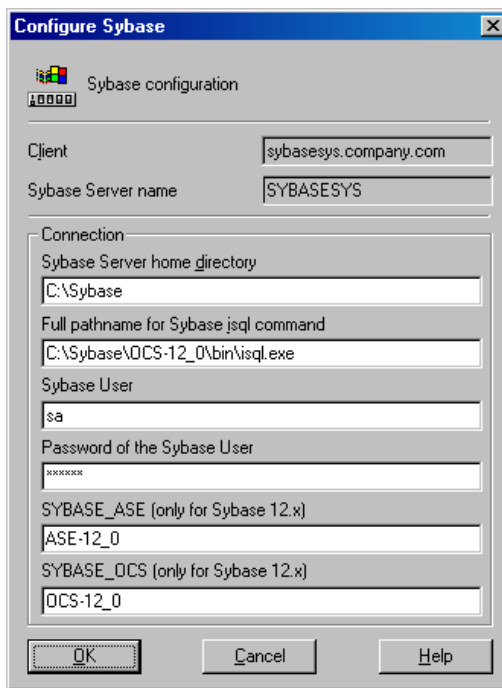 Configure Sybase
Sybase configuration
Client sybasesys.company.com
Sybase Server name SYBASESYS
Connection
Sybase Server home directory
C:\Sybase
Full pathname for Sybase isql command
C:\Sybase\OCS-12_0\bin\isql.exe
Sybase User
sa
Password of the Sybase User
******
SYBASE_ASE (only for Sybase 12.x)
ASE-12_0
SYBASE_OCS (only for Sybase 12.x)
OCS-12_0
OK Cancel Help